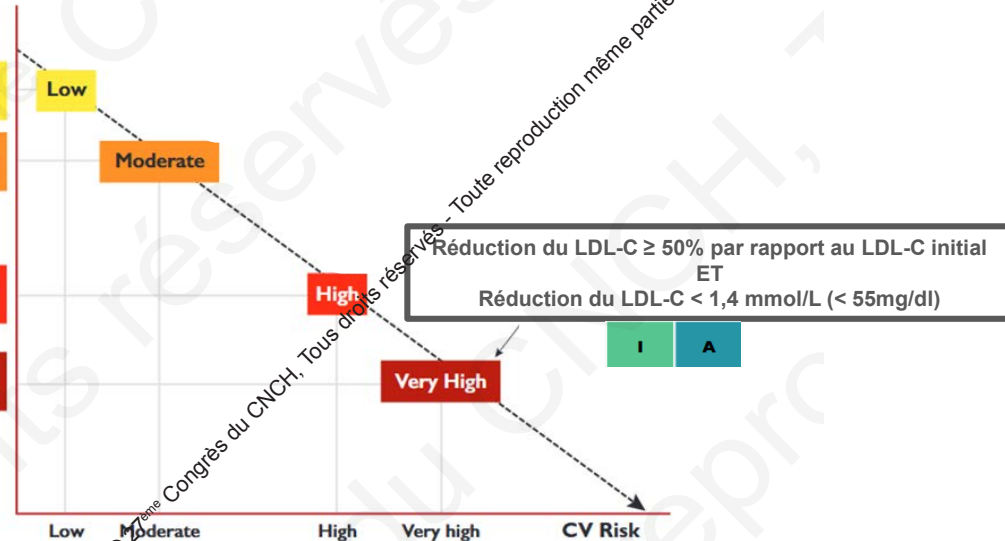 Low
Moderate
Réduction du LDL-C ≥ 50% par rapport au LDL-C initial
ET
Réduction du LDL-C < 1,4 mmol/L (< 55mg/dl)
High
I A
Very High
Low Moderate High Very high CV Risk
27ème Congrès du CNCH, Tous droits réservés - Toute reproduction même partie